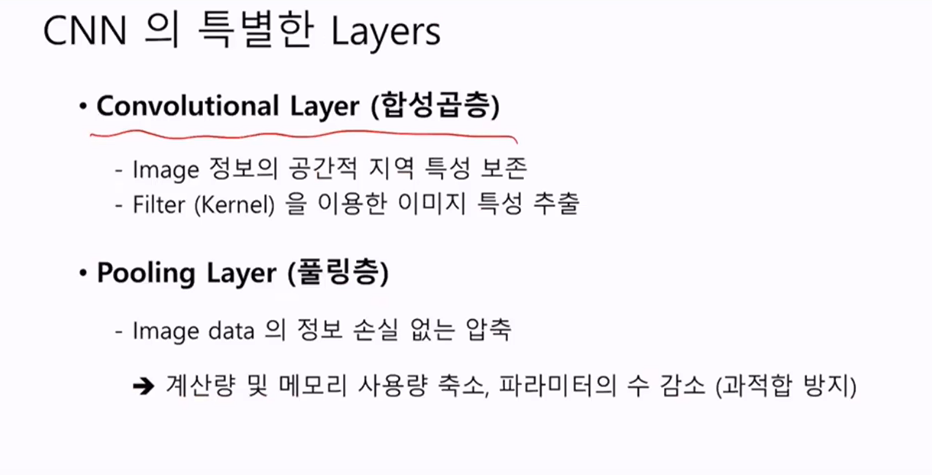 CNN 의 특별한 Layers
• Convolutional Layer (합성곱층)
- Image 정보의 공간적 지역 특성 보존
- Filter (Kernel) 을 이용한 이미지 특성 추출
• Pooling Layer (풀링층)
- Image data 의 정보 손실 없는 압축
➔ 계산량 및 메모리 사용량 축소, 파라미터의 수 감소 (과적합 방지)